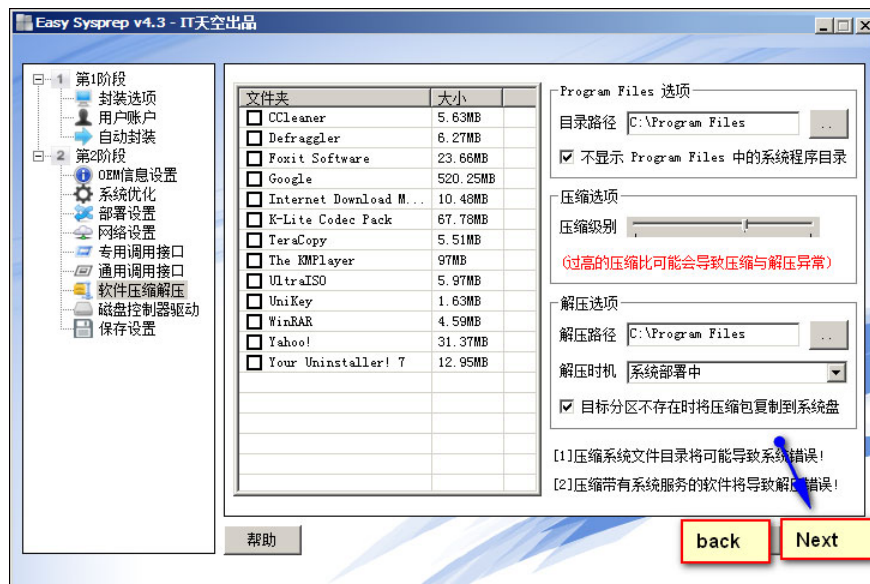 Easy Sysprep v4.3 - IT天空出品
1 第1阶段
封装选项
用户账户
自动封装
2 第2阶段
OEM信息设置
系统优化
部署设置
网络设置
专用调用接口
通用调用接口
软件压缩解压
磁盘控制器驱动
保存设置
文件夹 大小
CCleaner 5.63MB
Defraggler 6.27MB
Foxit Software 23.66MB
Google 520.25MB
Internet Download M... 10.48MB
K-Lite Codec Pack 67.78MB
TeraCopy 5.51MB
The KMPlayer 97MB
UltraISO 5.97MB
UniKey 1.63MB
WinRAR 4.59MB
Yahoo! 31.37MB
Your Uninstaller! 7 12.95MB
Program Files 选项
目录路径 C:\Program Files ..
不显示 Program Files 中的系统程序目录
压缩选项
压缩级别
(过高的压缩比可能会导致压缩与解压异常)
解压选项
解压路径 C:\Program Files ..
解压时机 系统部署中
目标分区不存在时将压缩包复制到系统盘
[1]压缩系统文件目录将可能导致系统错误!
[2]压缩带有系统服务的软件将导致解压错误!
帮助
back
Next